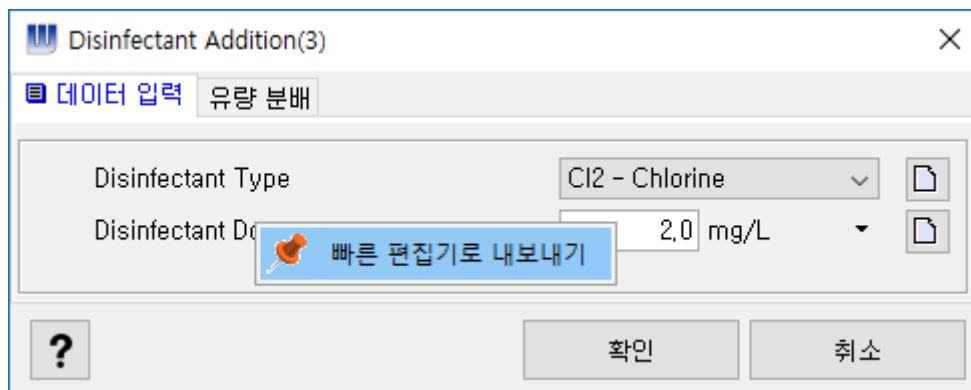 Disinfectant Addition(3)
데이터 입력 유량 분배
Disinfectant Type Cl2 - Chlorine
Disinfectant 2,0 mg/L
빠른 편집기로 내보내기
? 확인 취소